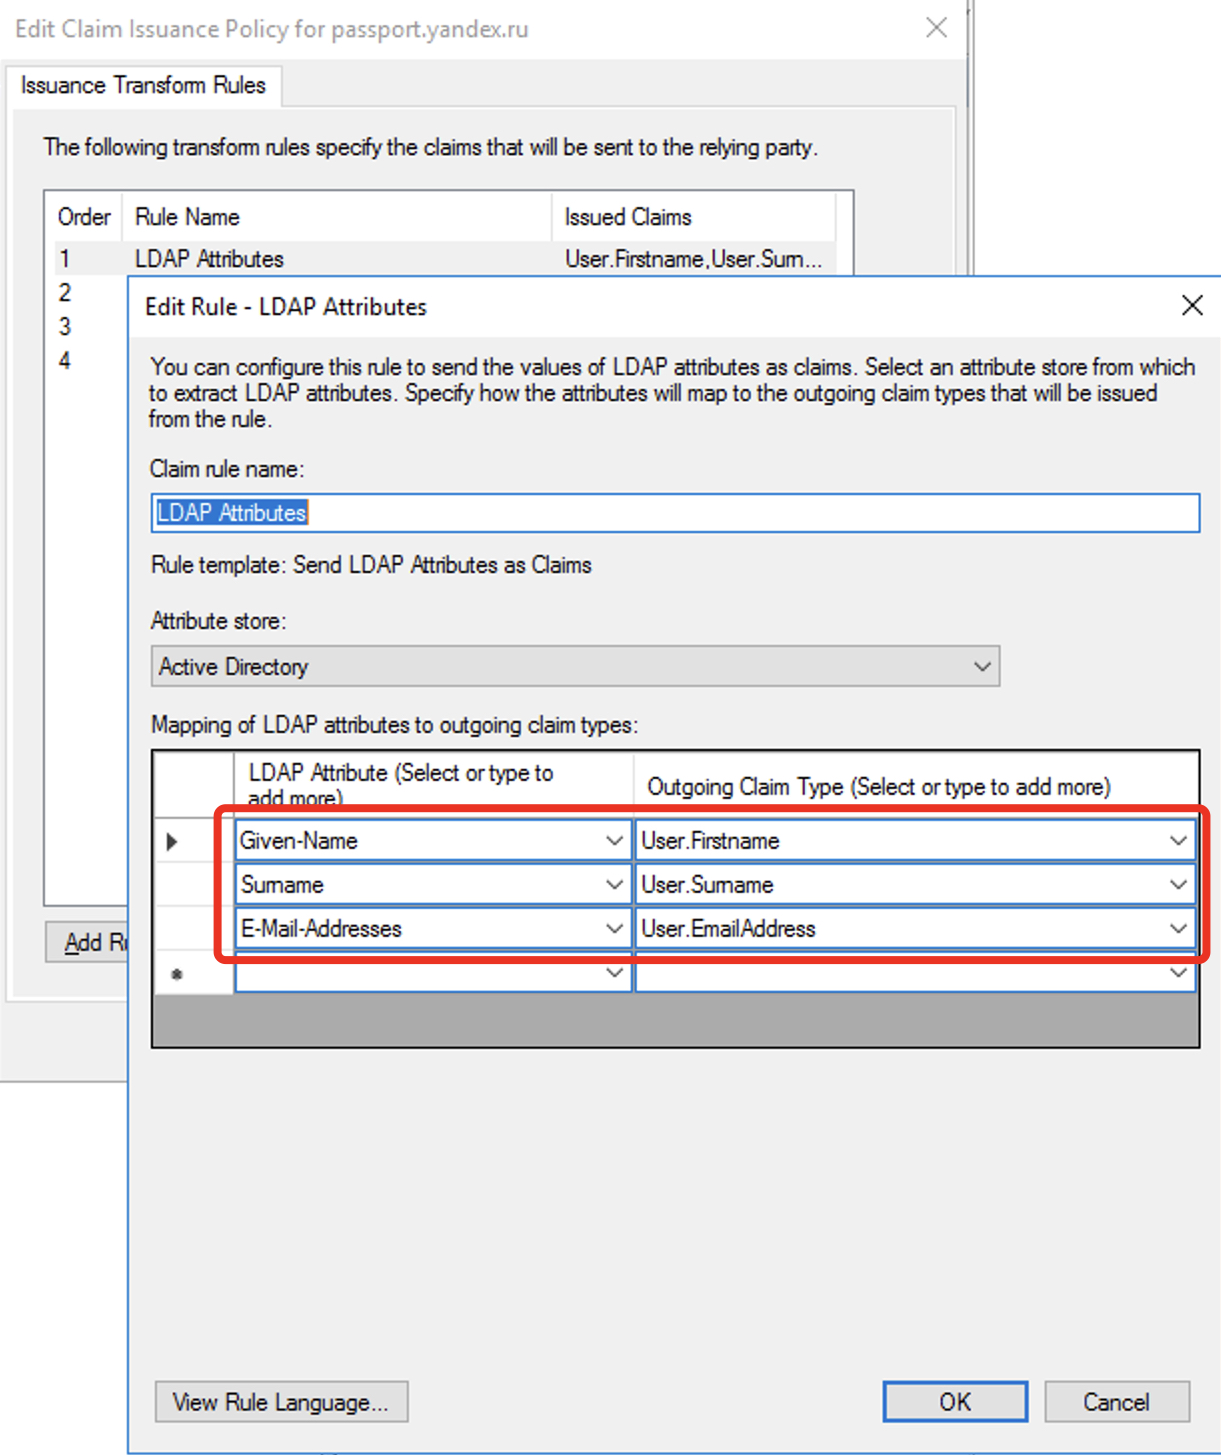 Edit Claim Issuance Policy for passport.yandex.ru
Issuance Transform Rules
The following transform rules specify the claims that will be sent to the relying party.
Order Rule Name Issued Claims
1 LDAP Attributes User.Firstname,User.Surn...
2
3
4
Add Ru
Edit Rule - LDAP Attributes
You can configure this rule to send the values of LDAP attributes as claims. Select an attribute store from which
to extract LDAP attributes. Specify how the attributes will map to the outgoing claim types that will be issued
from the rule.
Claim rule name:
LDAP Attributes
Rule template: Send LDAP Attributes as Claims
Attribute store:
Active Directory
Mapping of LDAP attributes to outgoing claim types:
LDAP Attribute (Select or type to
add more)
Outgoing Claim Type (Select or type to add more)
Given-Name User.Firstname
Surname User.Surname
E-Mail-Addresses User.EmailAddress
View Rule Language...
OK
Cancel